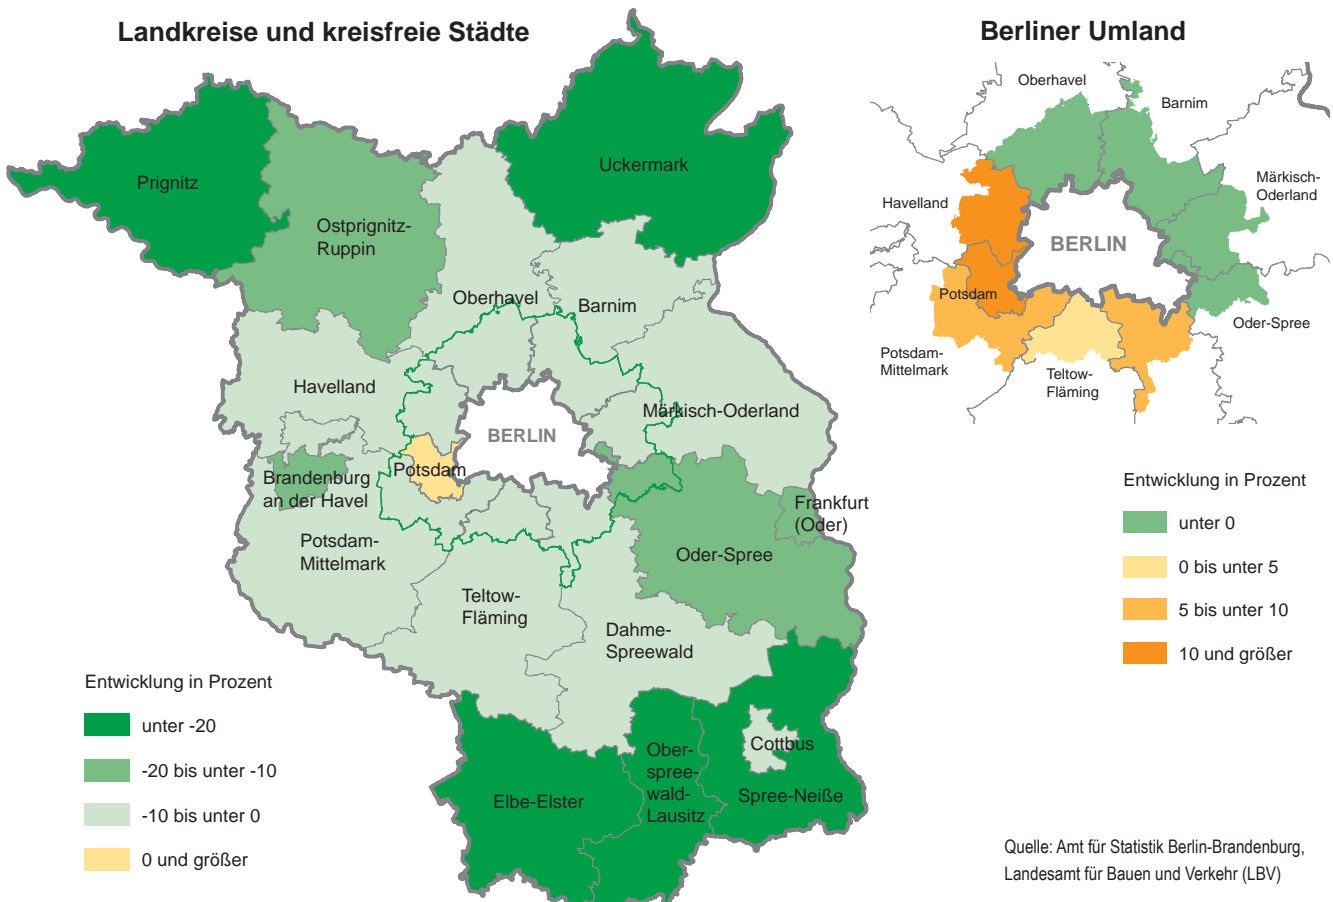 Landkreise und kreisfreie Städte
Prignitz
Ostprignitz-
Ruppin
Uckermark
Oberhavel
Barnim
Havelland
Märkisch-Oderland
BERLIN
Potsdam
Brandenburg
an der Havel
Frankfurt
(Oder)
Potsdam-
Mittelmark
Oder-Spree
Teltow-
Fläming
Dahme-
Spreewald
Cottbus
Ober-
spree-
wald-
Lausitz
Elbe-Elster
Spree-Neiße
Entwicklung in Prozent
unter -20
-20 bis unter -10
-10 bis unter 0
0 und größer
Berliner Umland
Oberhavel
Barnim
Märkisch-
Oderland
Havelland
BERLIN
Potsdam
Oder-Spree
Potsdam-
Mittelmark
Teltow-
Fläming
Entwicklung in Prozent
unter 0
0 bis unter 5
5 bis unter 10
10 und größer
Quelle: Amt für Statistik Berlin-Brandenburg,
Landesamt für Bauen und Verkehr (LBV)